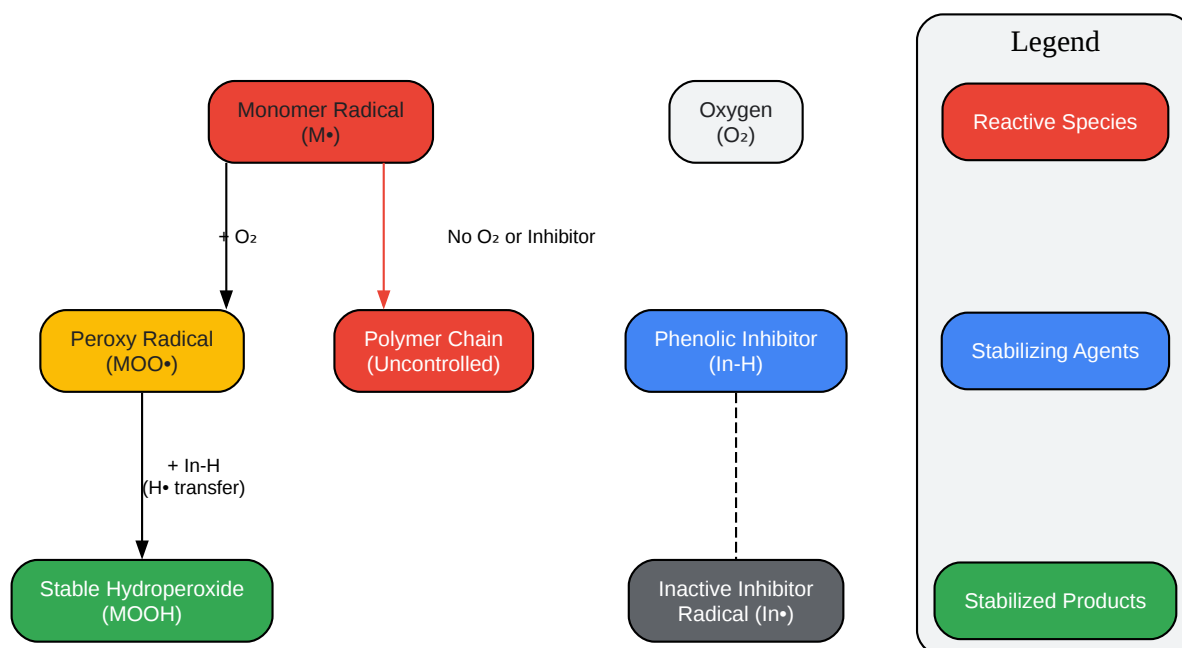 Legend
Monomer Radical
(M•)
Oxygen
(O₂)
Reactive Species
+ O₂
No O₂ or Inhibitor
Peroxy Radical
(MOO•)
Polymer Chain
(Uncontrolled)
Phenolic Inhibitor
(In-H)
Stabilizing Agents
+ In-H
(H• transfer)
Stable Hydroperoxide
(MOOH)
Inactive Inhibitor
Radical (In•)
Stabilized Products